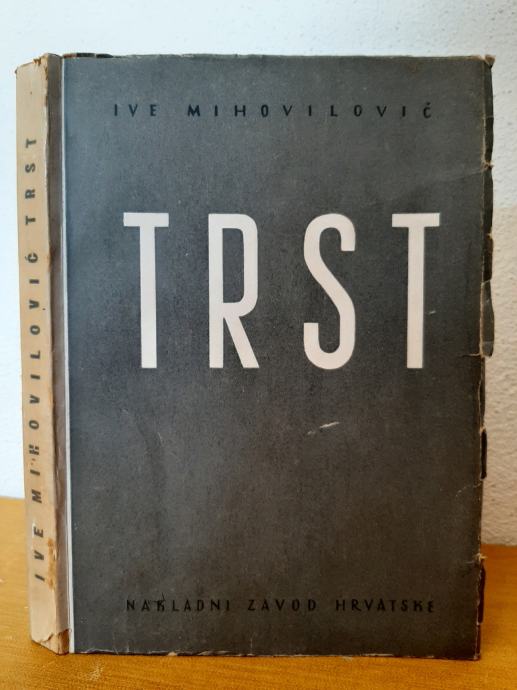 IVE MIHOVILOVIĆ
TRST
NAKLADNI ZAVOD HRVATSKE
IVE MIHOVILOVIĆ TRST